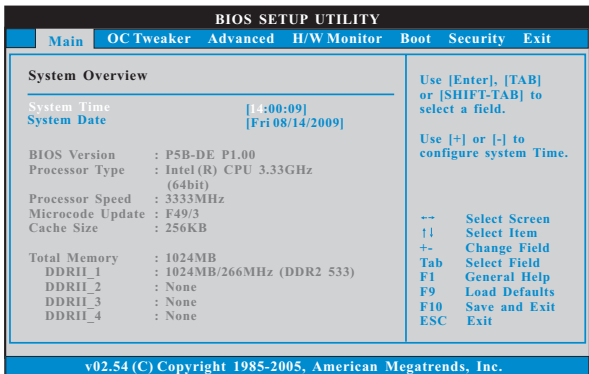 BIOS SETUP UTILITY
Main OC Tweaker Advanced H/W Monitor Boot Security Exit
System Overview
System Time [14:00:09]
System Date [Fri 08/14/2009]
BIOS Version : P5B-DE P1.00
Processor Type : Intel (R) CPU 3.33GHz
(64bit)
Processor Speed : 3333MHz
Microcode Update : F49/3
Cache Size : 256KB
Total Memory : 1024MB
DDRII_1 : 1024MB/266MHz (DDR2 533)
DDRII_2 : None
DDRII_3 : None
DDRII_4 : None
Use [Enter], [TAB]
or [SHIFT-TAB] to
select a field.
Use [+] or [-] to
configure system Time.
←→ Select Screen
↑↓ Select Item
+- Change Field
Tab Select Field
F1 General Help
F9 Load Defaults
F10 Save and Exit
ESC Exit
v02.54 (C) Copyright 1985-2005, American Megatrends, Inc.